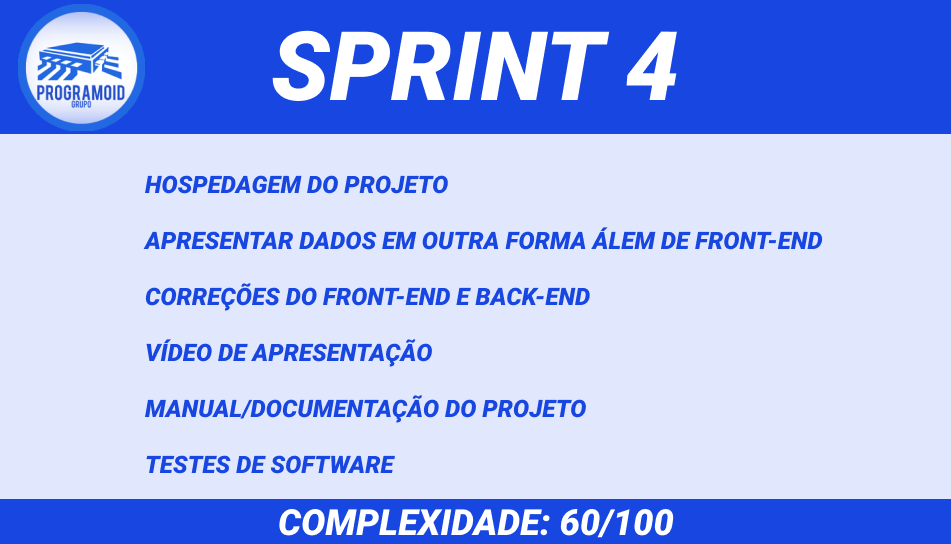 PROGRAMOID
GRUPO
SPRINT 4
HOSPEDAGEM DO PROJETO
APRESENTAR DADOS EM OUTRA FORMA ÁLEM DE FRONT-END
CORREÇÕES DO FRONT-END E BACK-END
VÍDEO DE APRESENTAÇÃO
MANUAL/DOCUMENTAÇÃO DO PROJETO
TESTES DE SOFTWARE
COMPLEXIDADE: 60/100